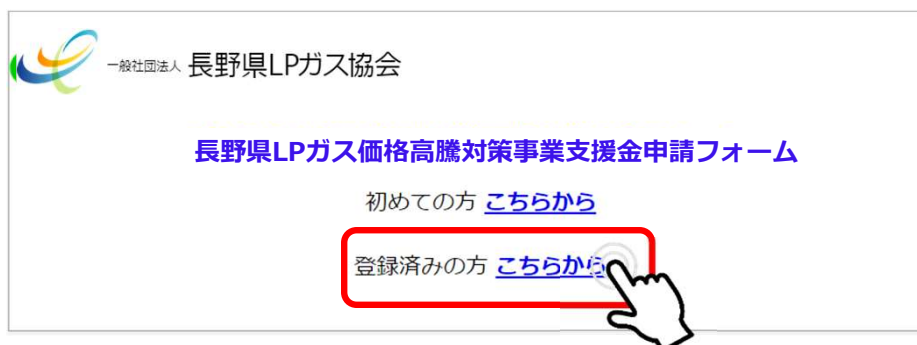 一般社団法人 長野県LPガス協会
長野県LPガス価格高騰対策事業支援金申請フォーム
初めての方 こちらから
登録済みの方 こちらから